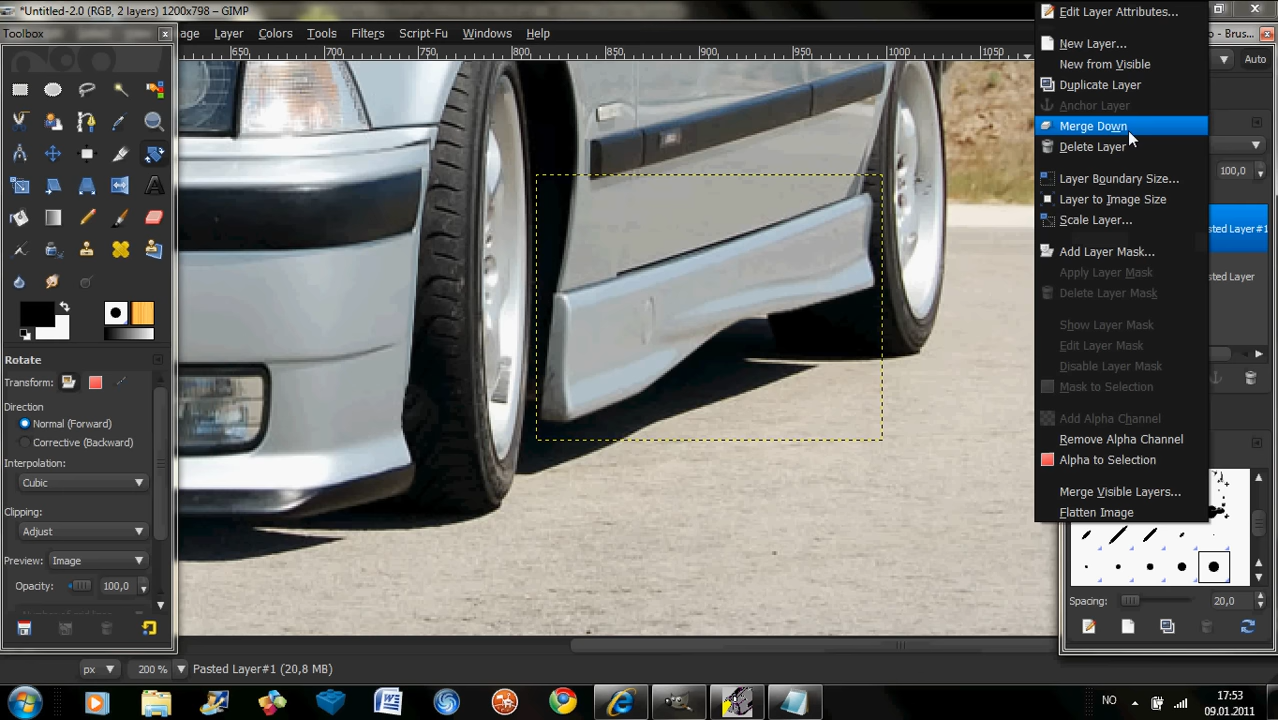 *Untitled-2.0 (RGB, 2 layers) 1200x798 – GIMP
Toolbox
age Layer Colors Tools Filters Script-Fu Windows Help
650 700 750 800 850 900 950 1000 1050
Rotate
Transform:
Direction
Normal (Forward)
Corrective (Backward)
Interpolation:
Cubic
Clipping:
Adjust
Preview: Image
Opacity: 100,0
px 200 % Pasted Layer#1 (20,8 MB)
Edit Layer Attributes...
New Layer...
New from Visible
Duplicate Layer
Anchor Layer
Merge Down
Delete Layer
Layer Boundary Size...
Layer to Image Size
Scale Layer...
Add Layer Mask...
Apply Layer Mask
Delete Layer Mask
Show Layer Mask
Edit Layer Mask
Disable Layer Mask
Mask to Selection
Add Alpha Channel
Remove Alpha Channel
Alpha to Selection
Merge Visible Layers...
Flatten Image
o - Brus...
Auto
100,0
sted Layer#1
sted Layer
Spacing: 20,0
NO
17:53
09.01.2011